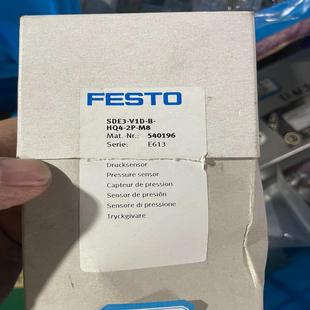 FESTO
SDE3-V1D-B-
HQ4-2P-M8
Mat.-Nr.: 540196
Serie: E613
Drucksensor
Pressure sensor
Capteur de pression
Sensor de presión
Sensore di pressione
Tryckgivare